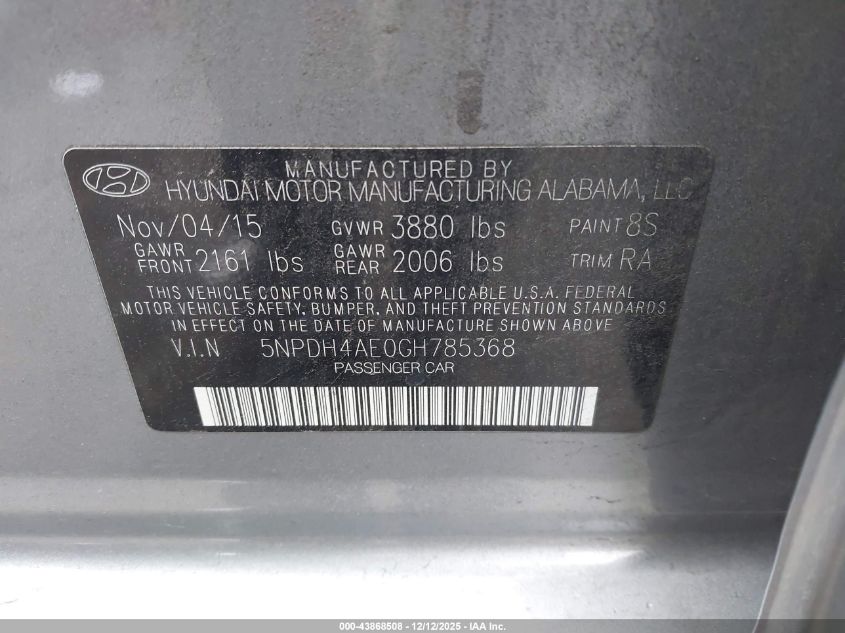 MANUFACTURED BY
HYUNDAI MOTOR MANUFACTURING ALABAMA, LLC
Nov/04/15 GVWR 3880 lbs PAINT 8S
GAWR FRONT 2161 lbs GAWR REAR 2006 lbs TRIM RA
THIS VEHICLE CONFORMS TO ALL APPLICABLE U.S.A. FEDERAL
MOTOR VEHICLE SAFETY, BUMPER, AND THEFT PREVENTION STANDARDS
IN EFFECT ON THE DATE OF MANUFACTURE SHOWN ABOVE
V.I.N 5NPDH4AE0GH785368
PASSENGER CAR
000-43868508 - 12/12/2025 - IAA Inc.